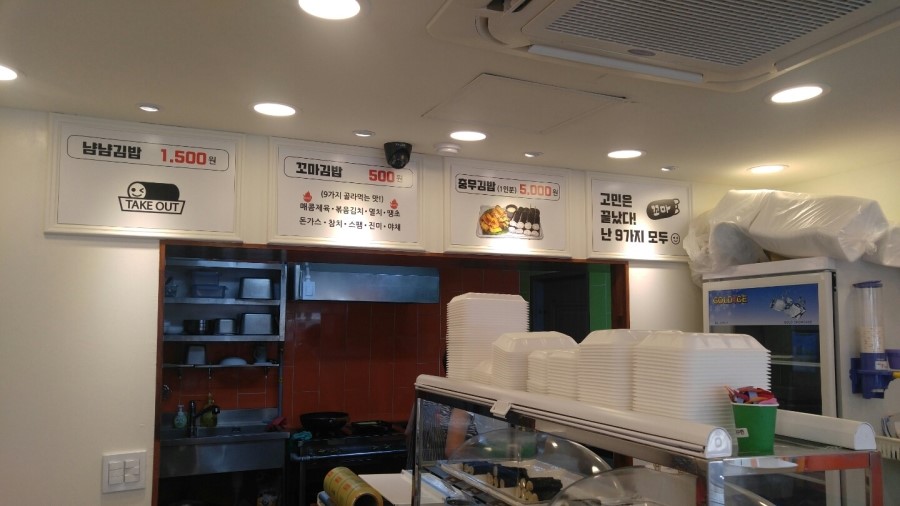 냠냠김밥 1,500원
TAKE OUT
꼬마김밥 500원
(9가지 골라먹는 맛!)
매콤제육·볶음김치·멸치·땡초
돈가스·참치·스팸·진미·야채
충무김밥 (1인분) 5,000원
고민은
끝났다!
난 9가지 모두
꼬마